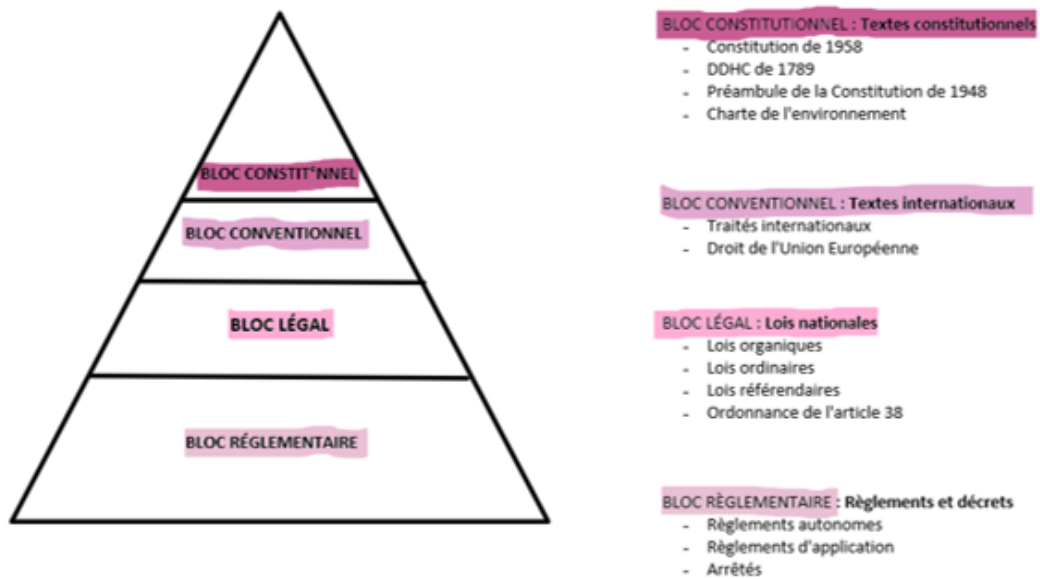 BLOC CONSTIT°NNEL
BLOC CONVENTIONNEL
BLOC LÉGAL
BLOC RÉGLEMENTAIRE
BLOC CONSTITUTIONNEL : Textes constitutionnels
- Constitution de 1958
- DDHC de 1789
- Préambule de la Constitution de 1948
- Charte de l'environnement
BLOC CONVENTIONNEL : Textes internationaux
- Traités internationaux
- Droit de l'Union Européenne
BLOC LÉGAL : Lois nationales
- Lois organiques
- Lois ordinaires
- Lois référendaires
- Ordonnance de l'article 38
BLOC RÈGLEMENTAIRE : Règlements et décrets
- Règlements autonomes
- Règlements d'application
- Arrêtés